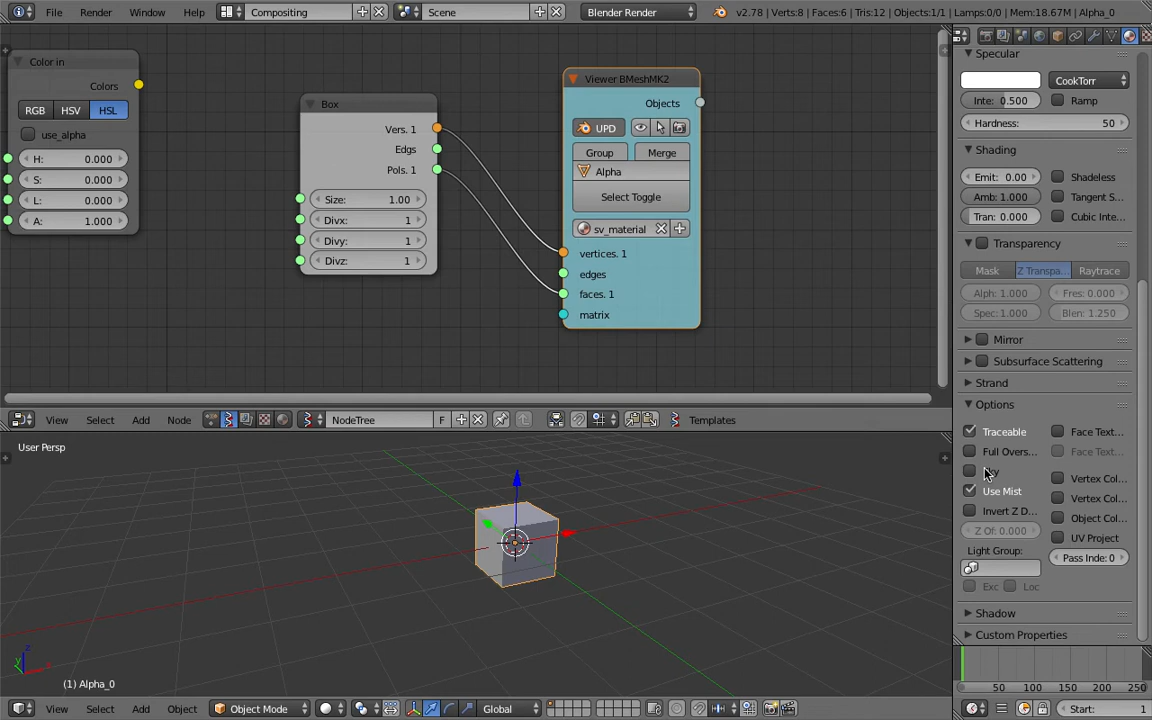 File Render Window Help Compositing Scene Blender Render v2.78 | Verts:8 | Faces:6 | Tris:12 | Objects:1/1 | Lamps:0/0 | Mem:18.67M | Alpha_0
Color in
Colors
RGB HSV HSL
use_alpha
H: 0.000
S: 0.000
L: 0.000
A: 1.000
Box
Vers. 1
Edgs
Pols. 1
Size: 1.00
Divx: 1
Divy: 1
Divz: 1
Viewer BMeshMK2
Objects
UPD
Group Merge
Alpha
Select Toggle
sv_material
vertices. 1
edges
faces. 1
matrix
View Select Add Node NodeTree F Templates
User Persp
(1) Alpha_0
View Select Add Object Object Mode Global
Specular
CookTorr
Inte: 0.500 Ramp
Hardness: 50
Shading
Emit: 0.00 Shadeless
Amb: 1.000 Tangent S...
Tran: 0.000 Cubic Inte...
Transparency
Mask Z Transpa... Raytrace
Alph: 1.000 Fres: 0.000
Spec: 1.000 Blen: 1.250
Mirror
Subsurface Scattering
Strand
Options
Traceable Face Text...
Full Overs... Face Text...
Vertex Col...
Use Mist Vertex Col...
Invert Z D... Object Col...
Z Of: 0.000 UV Project
Light Group: Pass Inde: 0
Exc Loc
Shadow
Custom Properties
50 100 150 200 250
Start: 1